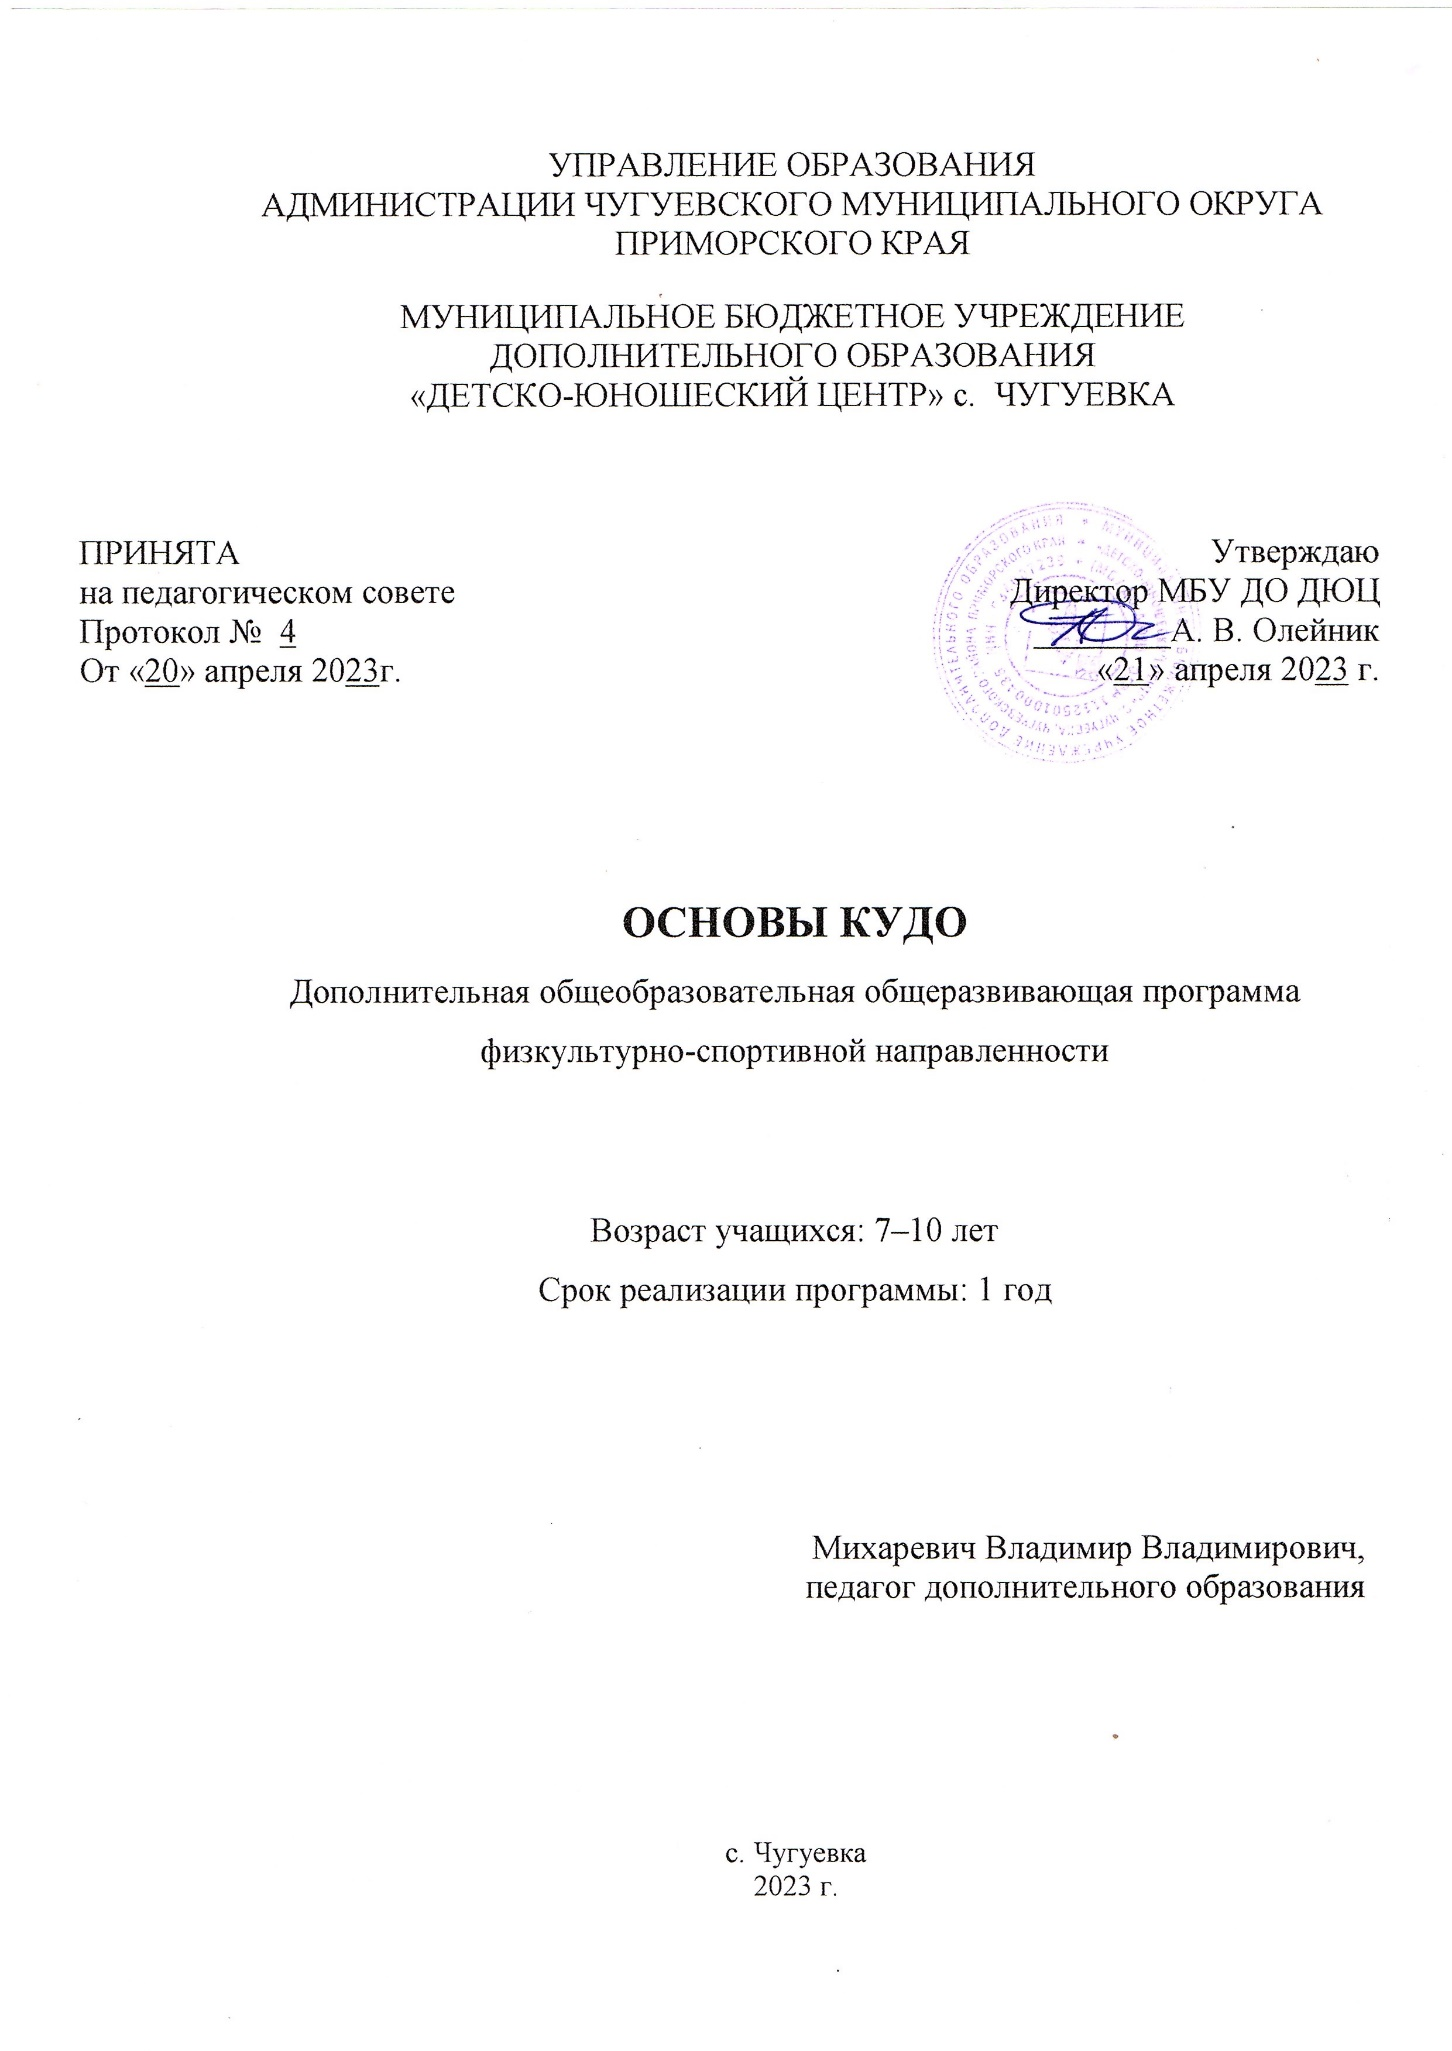 УПРАВЛЕНИЕ ОБРАЗОВАНИЯ
АДМИНИСТРАЦИИ ЧУГУЕВСКОГО МУНИЦИПАЛЬНОГО ОКРУГА
ПРИМОРСКОГО КРАЯ
МУНИЦИПАЛЬНОЕ БЮДЖЕТНОЕ УЧРЕЖДЕНИЕ
ДОПОЛНИТЕЛЬНОГО ОБРАЗОВАНИЯ
«ДЕТСКО-ЮНОШЕСКИЙ ЦЕНТР» с. ЧУГУЕВКА
ПРИНЯТА
на педагогическом совете
Протокол № 4
От «20» апреля 2023г.
Утверждаю
Директор МБУ ДО ДЮЦ
А. В. Олейник
«21» апреля 2023 г.
ОСНОВЫ КУДО
Дополнительная общеобразовательная общеразвивающая программа
физкультурно-спортивной направленности
Возраст учащихся: 7–10 лет
Срок реализации программы: 1 год
Михаревич Владимир Владимирович,
педагог дополнительного образования
с. Чугуевка
2023 г.